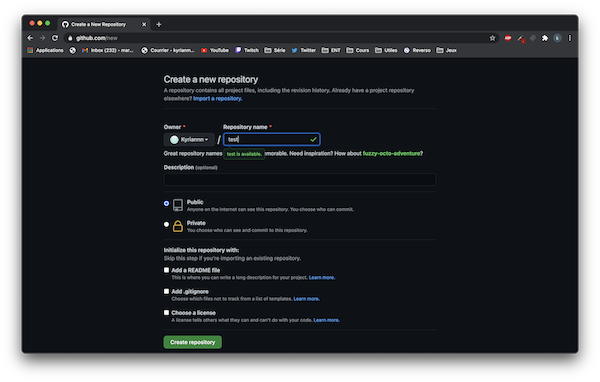 Create a New Repository
github.com/new
Applications M Inbox (233) - mar... Courrier - kyriann... YouTube Twitch Série Twitter ENT Cours Utiles Reverso Jeux
Create a new repository
A repository contains all project files, including the revision history. Already have a project repository
elsewhere? Import a repository.
Owner * Repository name *
Kyriannn / test
Great repository names test is available. morable. Need inspiration? How about fuzzy-octo-adventure?
Description (optional)
Public
Anyone on the internet can see this repository. You choose who can commit.
Private
You choose who can see and commit to this repository.
Initialize this repository with:
Skip this step if you're importing an existing repository.
Add a README file
This is where you can write a long description for your project. Learn more.
Add .gitignore
Choose which files not to track from a list of templates. Learn more.
Choose a license
A license tells others what they can and can't do with your code. Learn more.
Create repository